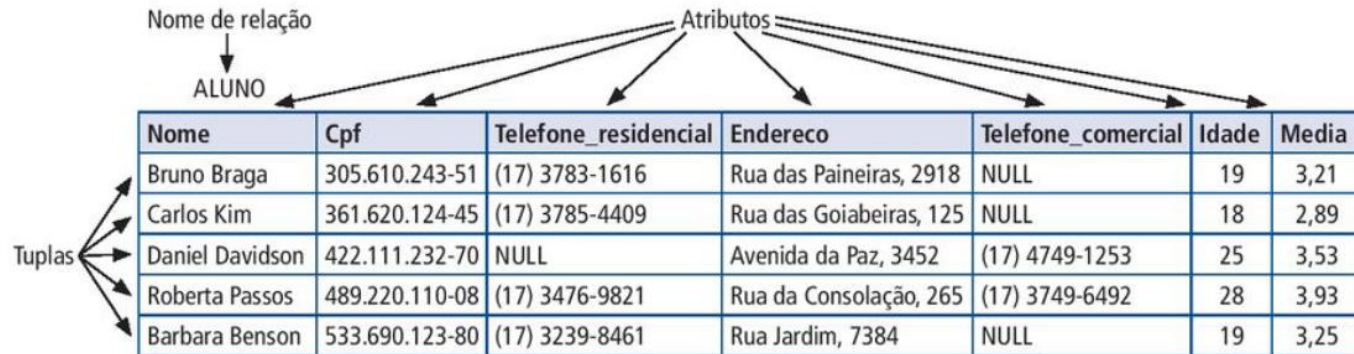 Nome de relação
Atributos
ALUNO
Nome Cpf Telefone_residencial Endereco Telefone_comercial Idade Media
Bruno Braga 305.610.243-51 (17) 3783-1616 Rua das Paineiras, 2918 NULL 19 3,21
Carlos Kim 361.620.124-45 (17) 3785-4409 Rua das Goiabeiras, 125 NULL 18 2,89
Tuplas
Daniel Davidson 422.111.232-70 NULL Avenida da Paz, 3452 (17) 4749-1253 25 3,53
Roberta Passos 489.220.110-08 (17) 3476-9821 Rua da Consolação, 265 (17) 3749-6492 28 3,93
Barbara Benson 533.690.123-80 (17) 3239-8461 Rua Jardim, 7384 NULL 19 3,25